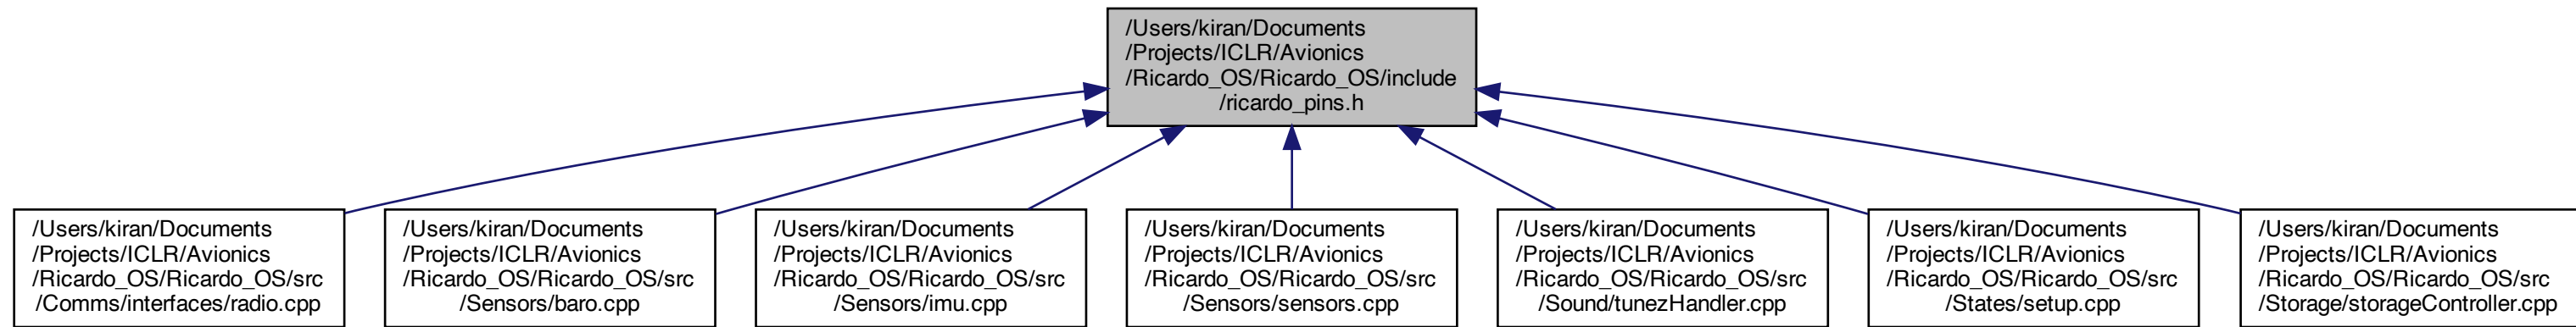 /Users/kiran/Documents
/Projects/ICLR/Avionics
/Ricardo_OS/Ricardo_OS/include
/ricardo_pins.h
/Users/kiran/Documents
/Projects/ICLR/Avionics
/Ricardo_OS/Ricardo_OS/src
/Comms/interfaces/radio.cpp
/Users/kiran/Documents
/Projects/ICLR/Avionics
/Ricardo_OS/Ricardo_OS/src
/Sensors/baro.cpp
/Users/kiran/Documents
/Projects/ICLR/Avionics
/Ricardo_OS/Ricardo_OS/src
/Sensors/imu.cpp
/Users/kiran/Documents
/Projects/ICLR/Avionics
/Ricardo_OS/Ricardo_OS/src
/Sensors/sensors.cpp
/Users/kiran/Documents
/Projects/ICLR/Avionics
/Ricardo_OS/Ricardo_OS/src
/Sound/tunezHandler.cpp
/Users/kiran/Documents
/Projects/ICLR/Avionics
/Ricardo_OS/Ricardo_OS/src
/States/setup.cpp
/Users/kiran/Documents
/Projects/ICLR/Avionics
/Ricardo_OS/Ricardo_OS/src
/Storage/storageController.cpp